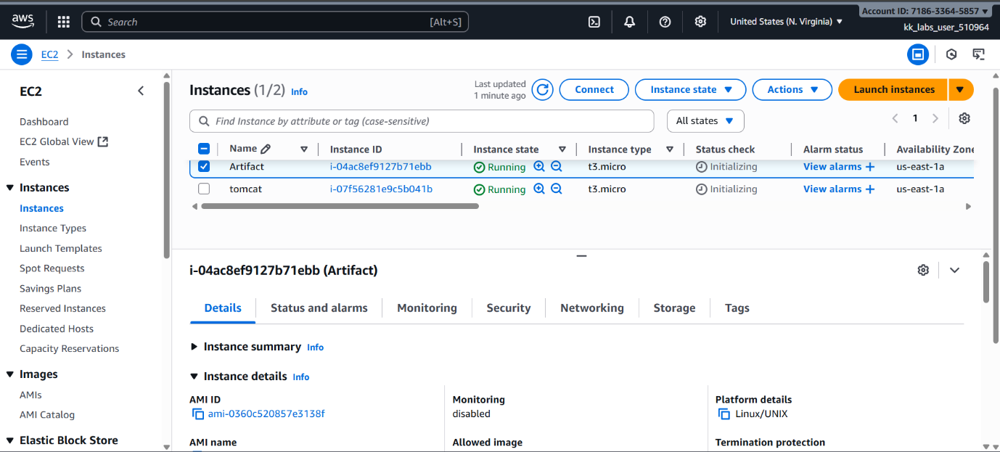 aws
Search [Alt+S]
United States (N. Virginia)
Account ID: 7186-3364-5857
kk_labs_user_510964
EC2 Instances
EC2
Dashboard
EC2 Global View
Events
Instances
Instances
Instance Types
Launch Templates
Spot Requests
Savings Plans
Reserved Instances
Dedicated Hosts
Capacity Reservations
Images
AMIs
AMI Catalog
Elastic Block Store
Instances (1/2) Info
Last updated
1 minute ago
Connect
Instance state
Actions
Launch instances
Find Instance by attribute or tag (case-sensitive)
All states
1
Name Instance ID Instance state Instance type Status check Alarm status Availability Zone
Artifact i-04ac8ef9127b71ebb Running t3.micro Initializing View alarms + us-east-1a
tomcat i-07f56281e9c5b041b Running t3.micro Initializing View alarms + us-east-1a
i-04ac8ef9127b71ebb (Artifact)
Details Status and alarms Monitoring Security Networking Storage Tags
Instance summary Info
Instance details Info
AMI ID
ami-0360c520857e3138f
Monitoring
disabled
Platform details
Linux/UNIX
AMI name
Allowed image
Termination protection